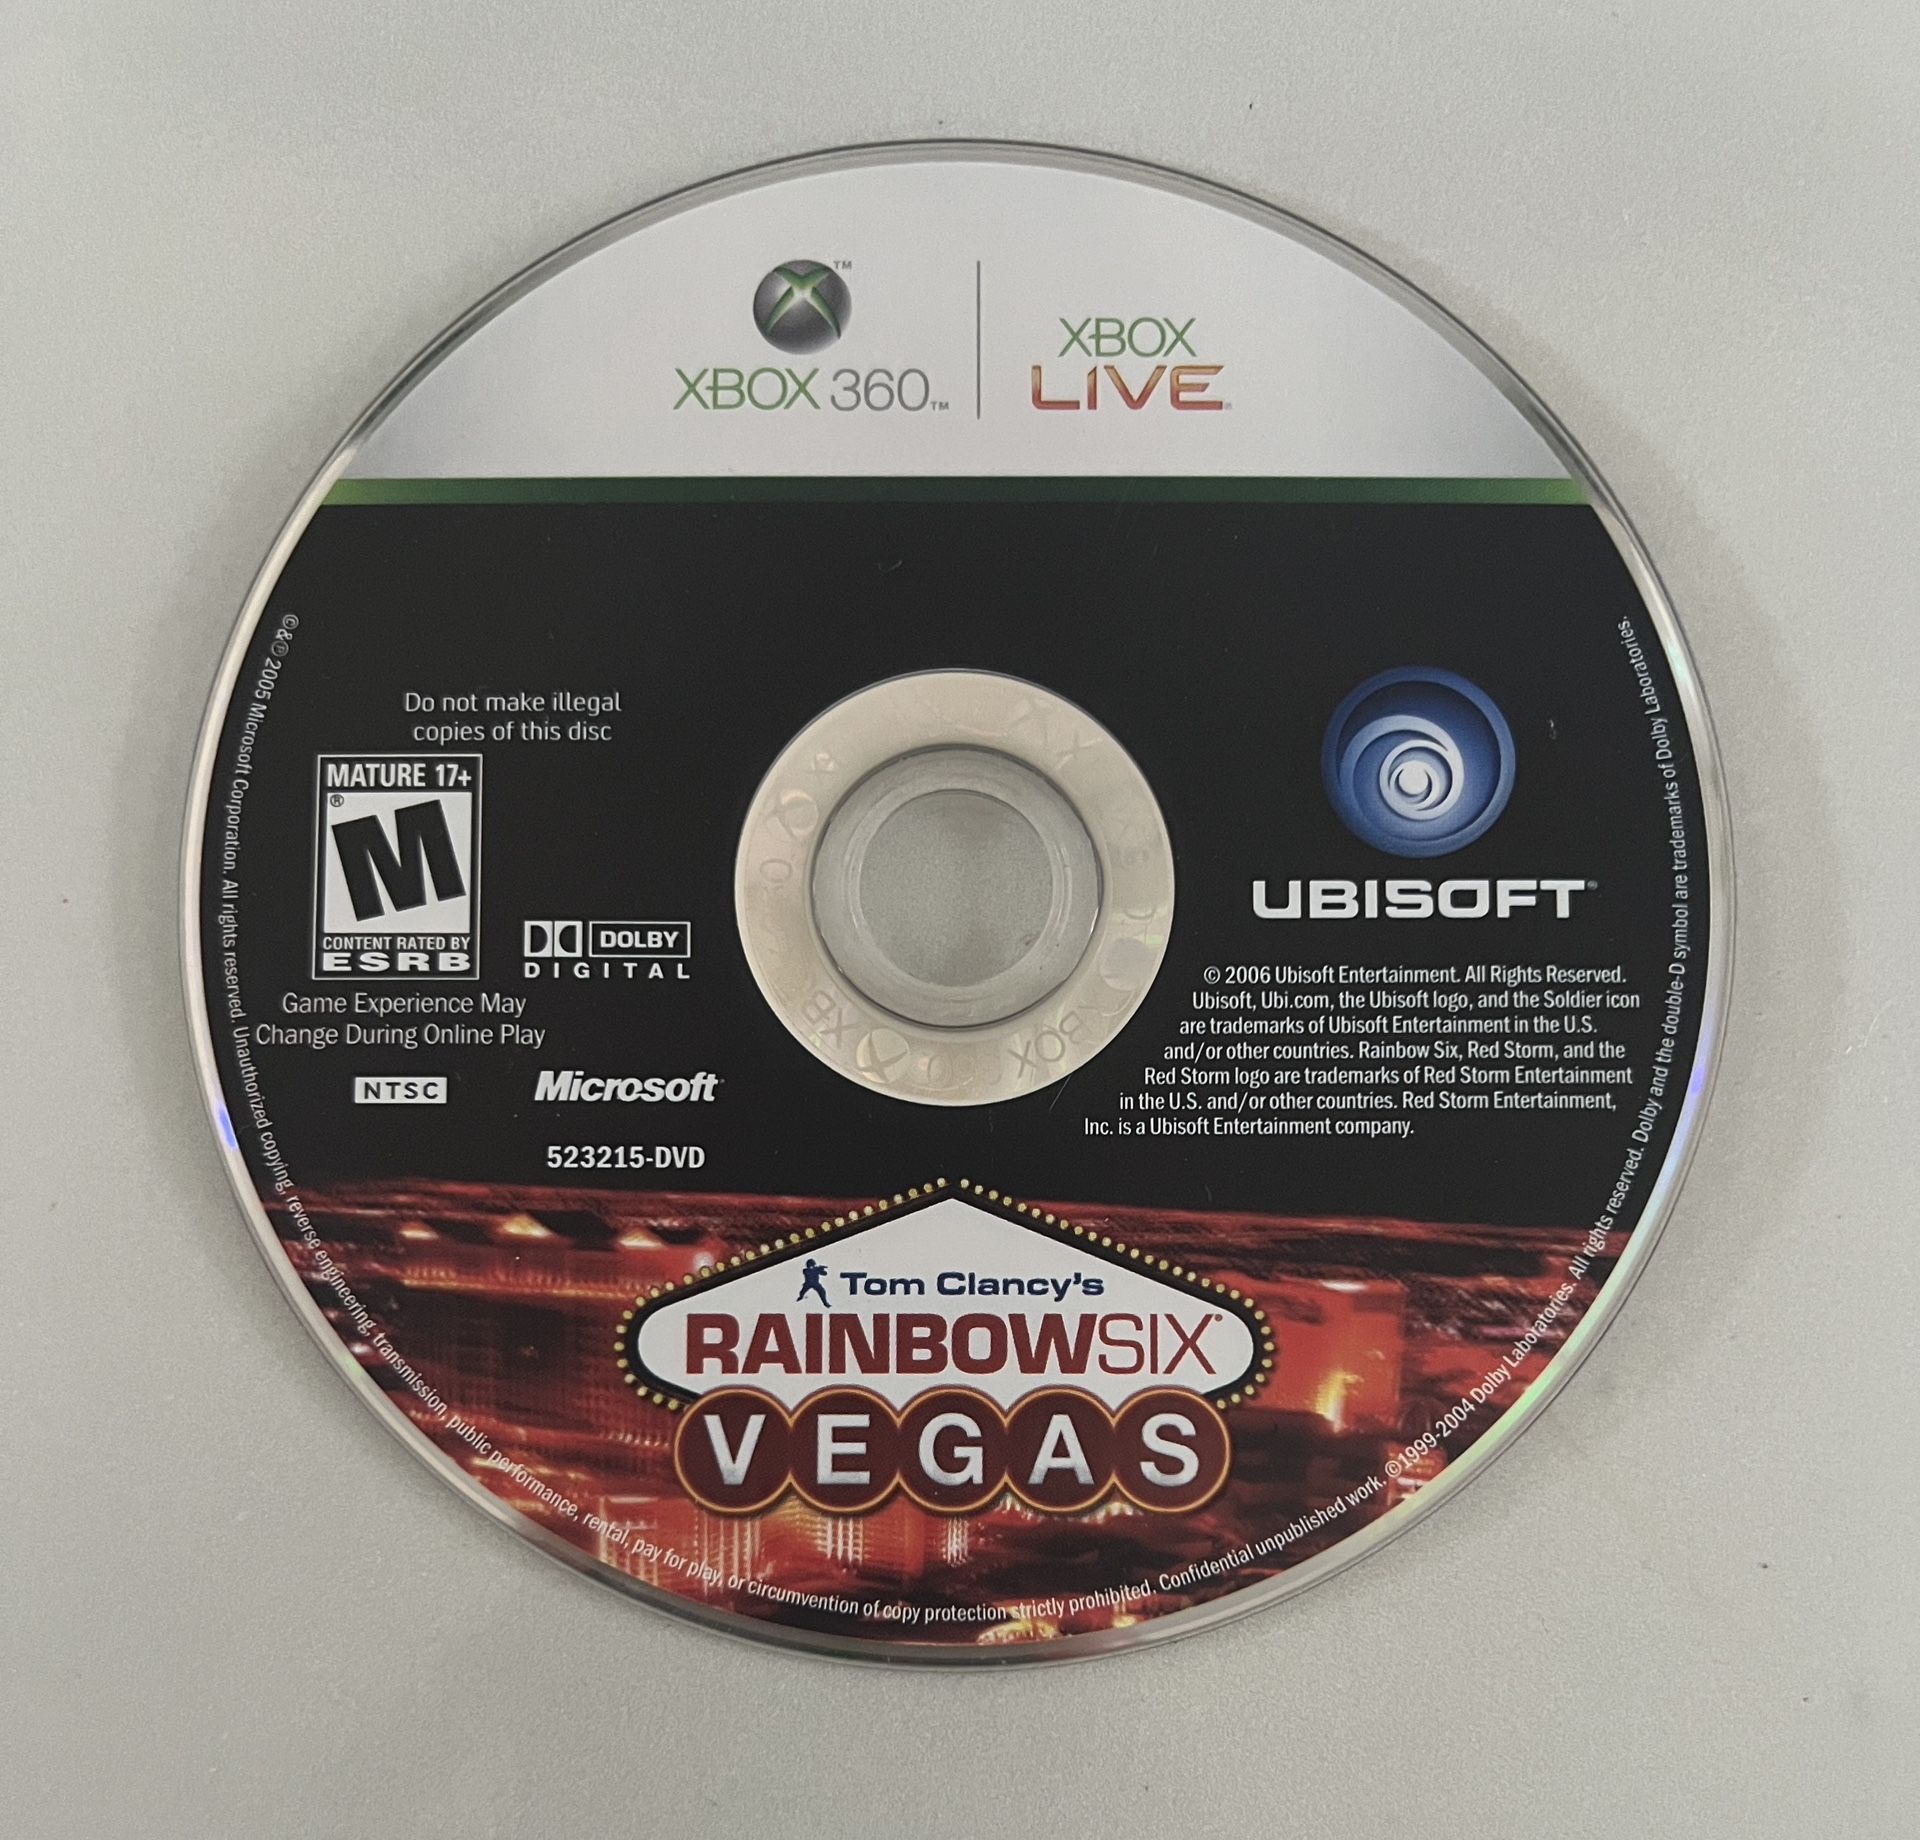 XBOX 360™
XBOX
LIVE
Do not make illegal
copies of this disc
MATURE 17+
M®
CONTENT RATED BY
ESRB
Game Experience May
Change During Online Play
NTSC
DOLBY
DIGITAL
Microsoft
523215-DVD
UBISOFT
© 2006 Ubisoft Entertainment. All Rights Reserved.
Ubisoft, Ubi.com, the Ubisoft logo, and the Soldier icon
are trademarks of Ubisoft Entertainment in the U.S.
and/or other countries. Rainbow Six, Red Storm, and the
Red Storm logo are trademarks of Red Storm Entertainment
in the U.S. and/or other countries. Red Storm Entertainment,
Inc. is a Ubisoft Entertainment company.
Tom Clancy's
RAINBOWSIX®
VEGAS
©&℗ 2005 Microsoft Corporation. All rights reserved. Unauthorized copying, reverse engineering, transmission, public performance, rental, pay for play, or circumvention of copy protection strictly prohibited. Confidential unpublished work. ©1999-2004 Dolby Laboratories. All rights reserved. Dolby and the double-D symbol are trademarks of Dolby Laboratories.